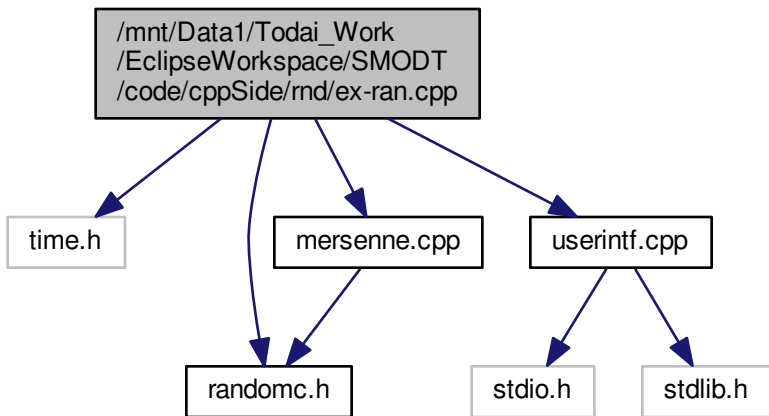 /mnt/Data1/Todai_Work
/EclipseWorkspace/SMODT
/code/cppSide/rnd/ex-ran.cpp
time.h
mersenne.cpp
userintf.cpp
randomc.h
stdio.h
stdlib.h